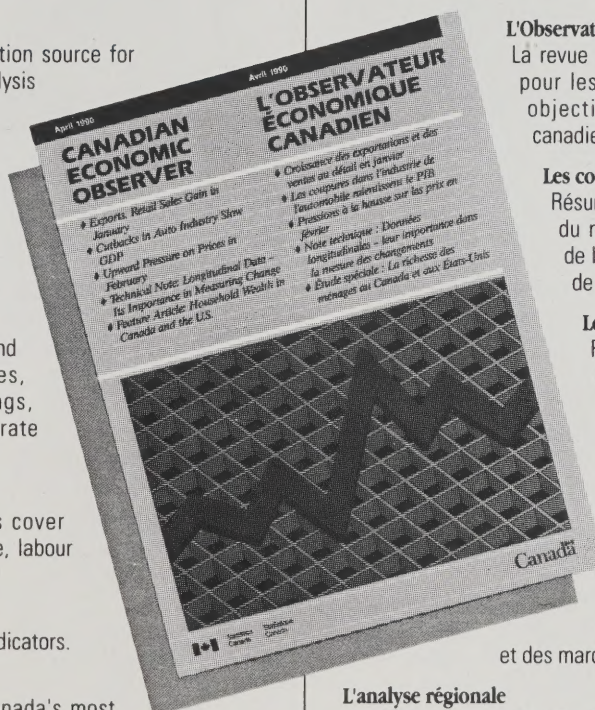 tion source for
lysis
nd
es,
ngs,
rate
s cover
e, labour
dicators.
nada's most
April 1990
CANADIAN
ECONOMIC
OBSERVER
♦ Exports, Retail Sales Gain in
January
♦ Cutbacks in Auto Industry Slow
GDP
♦ Upward Pressure on Prices in
February
♦ Technical Note: Longitudinal Data –
Its Importance in Measuring Change
♦ Feature Article: Household Wealth in
Canada and the U.S.
Avril 1990
L'OBSERVATEUR
ÉCONOMIQUE
CANADIEN
♦ Croissance des exportations et des
ventes au détail en janvier
♦ Les coupures dans l'industrie de
l'automobile ralentissent le PIB
♦ Pressions à la hausse sur les prix en
février
♦ Note technique : Données
longitudinales – leur importance dans
la mesure des changements
♦ Étude spéciale : La richesse des
ménages au Canada et aux États-Unis
Statistics Statistique
Canada Canada
Canada
L'Observat
La revue
pour les
objecti
canadie
Les co
Résu
du r
de l
de
L
et des marc
L'analyse régionale